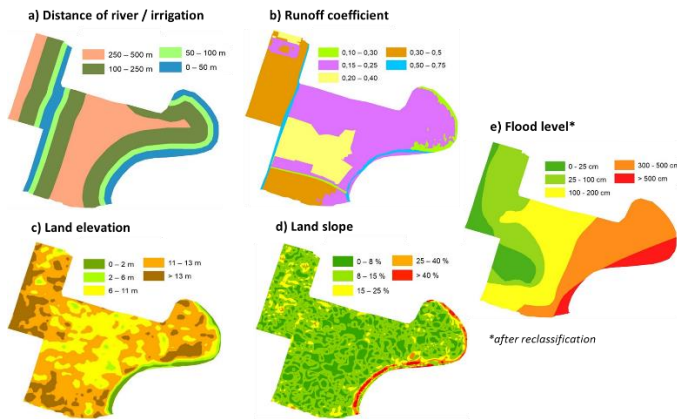 a) Distance of river / irrigation
250 – 500 m
100 – 250 m
50 – 100 m
0 – 50 m
b) Runoff coefficient
0,10 – 0,30
0,15 – 0,25
0,20 – 0,40
0,30 – 0,5
0,50 – 0,75
c) Land elevation
0 – 2 m
2 – 6 m
6 – 11 m
11 – 13 m
> 13 m
d) Land slope
0 – 8 %
8 – 15 %
15 – 25 %
25 – 40 %
> 40 %
e) Flood level*
0 - 25 cm
25 - 100 cm
100 - 200 cm
300 - 500 cm
> 500 cm
*after reclassification